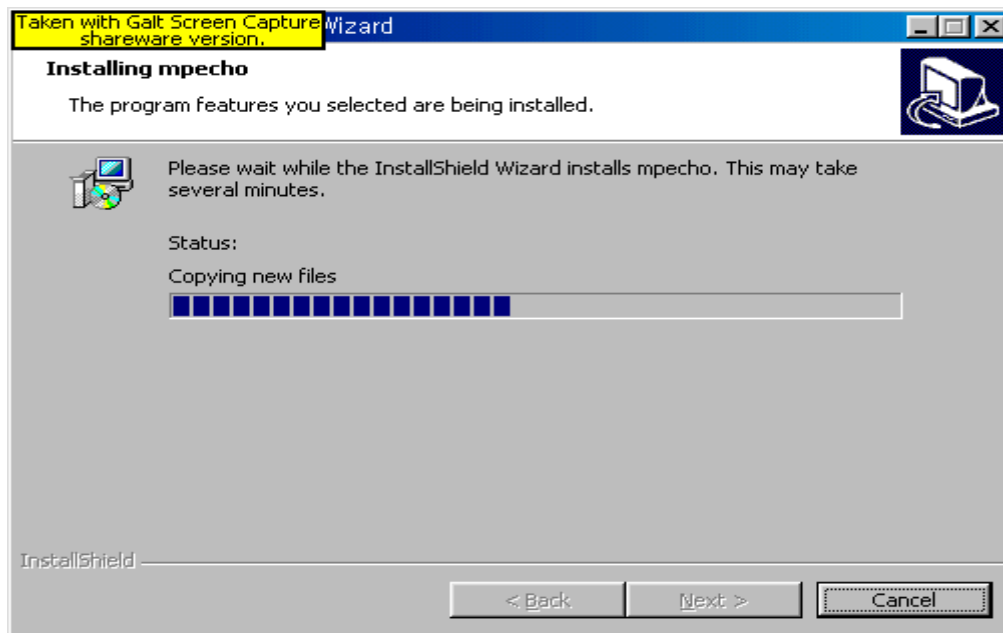 Taken with Galt Screen Capture
shareware version.
Wizard
Installing mpecho
The program features you selected are being installed.
Please wait while the InstallShield Wizard installs mpecho. This may take
several minutes.
Status:
Copying new files
InstallShield
< Back
Next >
Cancel